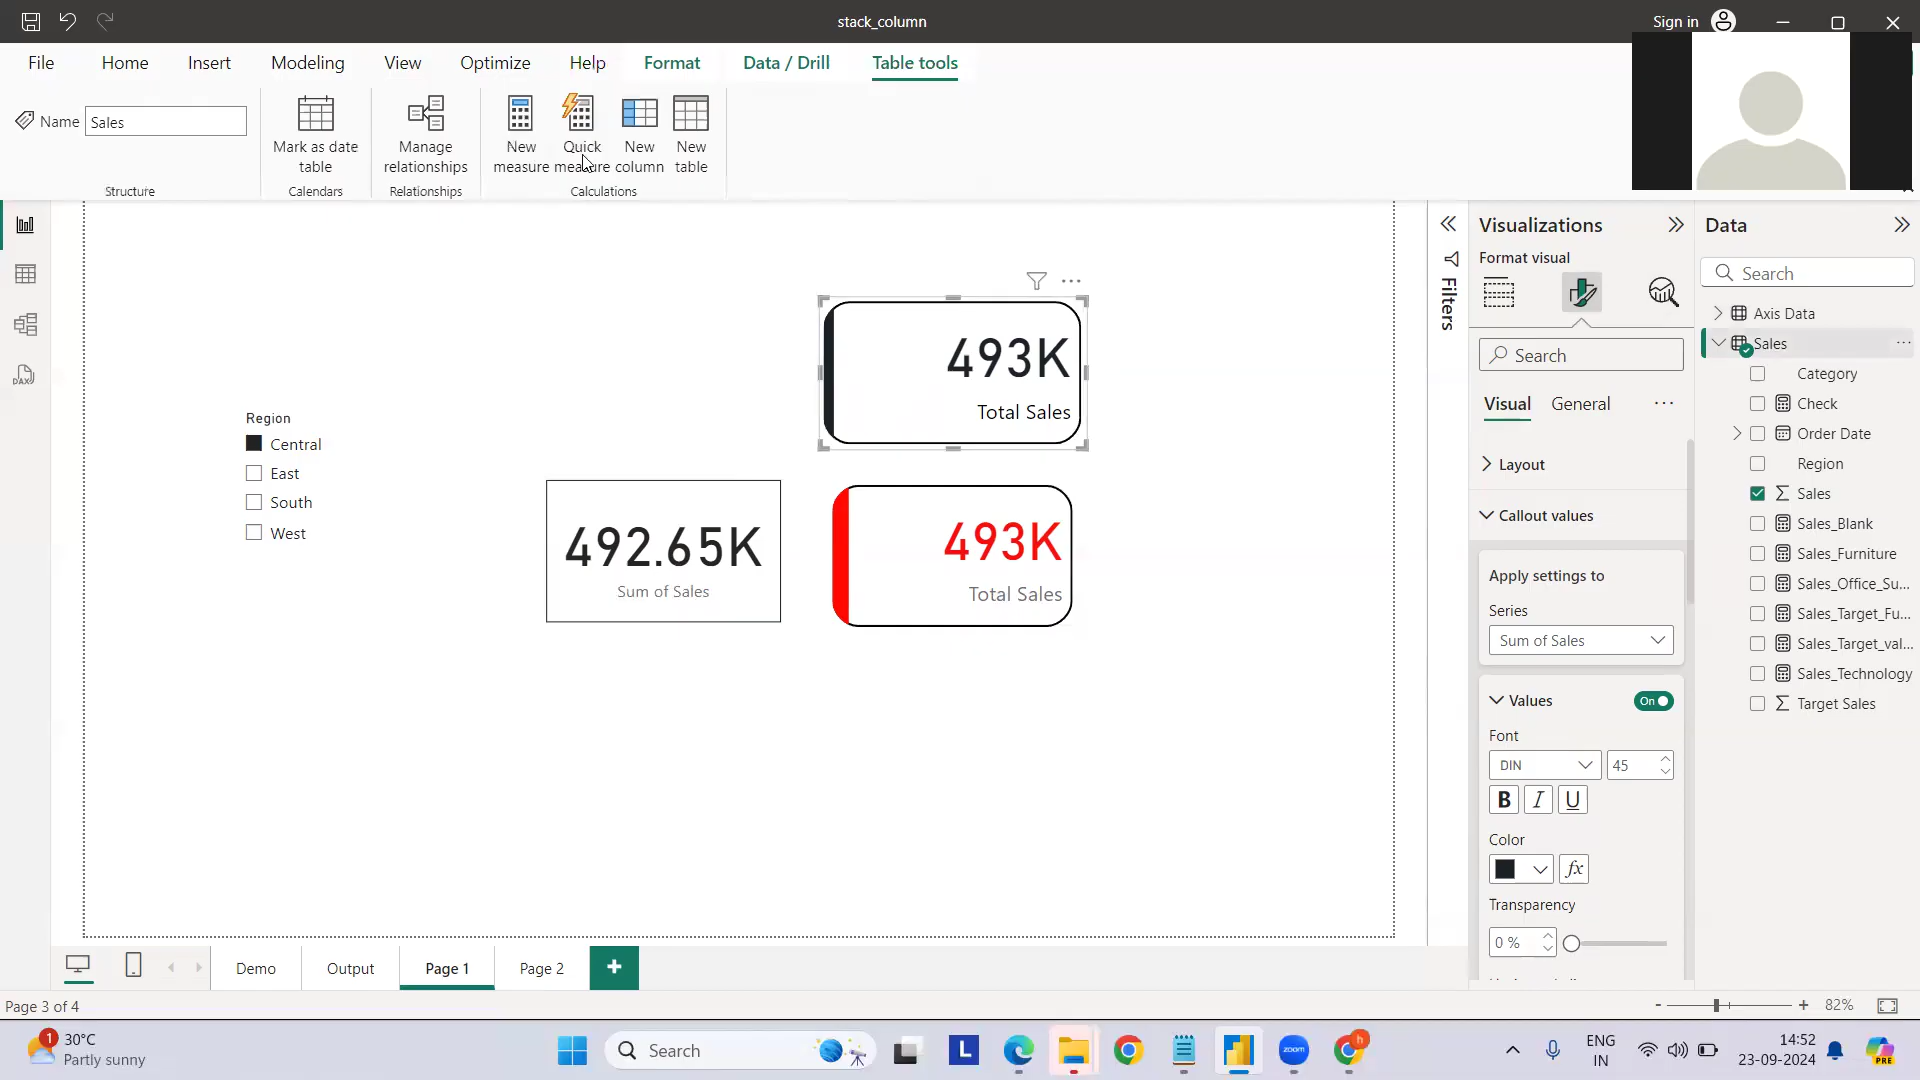 stack_column
Sign in
File Home Insert Modeling View Optimize Help Format Data / Drill Table tools
Name Sales
Mark as date table
Manage relationships
New measure
Quick measure
New column
New table
Structure Calendars Relationships Calculations
Region
Central
East
South
West
493K
Total Sales
492.65K
Sum of Sales
493K
Total Sales
Filters
Visualizations
Format visual
Search
Visual General
Layout
Callout values
Apply settings to
Series
Sum of Sales
Values On
Font
DIN 45
B I U
Color
fx
Transparency
0 %
Data
Search
Axis Data
Sales
Category
Check
Order Date
Region
Sales
Sales_Blank
Sales_Furniture
Sales_Office_Su...
Sales_Target_Fu...
Sales_Target_val...
Sales_Technology
Target Sales
Demo Output Page 1 Page 2
Page 3 of 4
82%
1
30°C
Partly sunny
Search
L
zoom
h
ENG
IN
14:52
23-09-2024
PRE